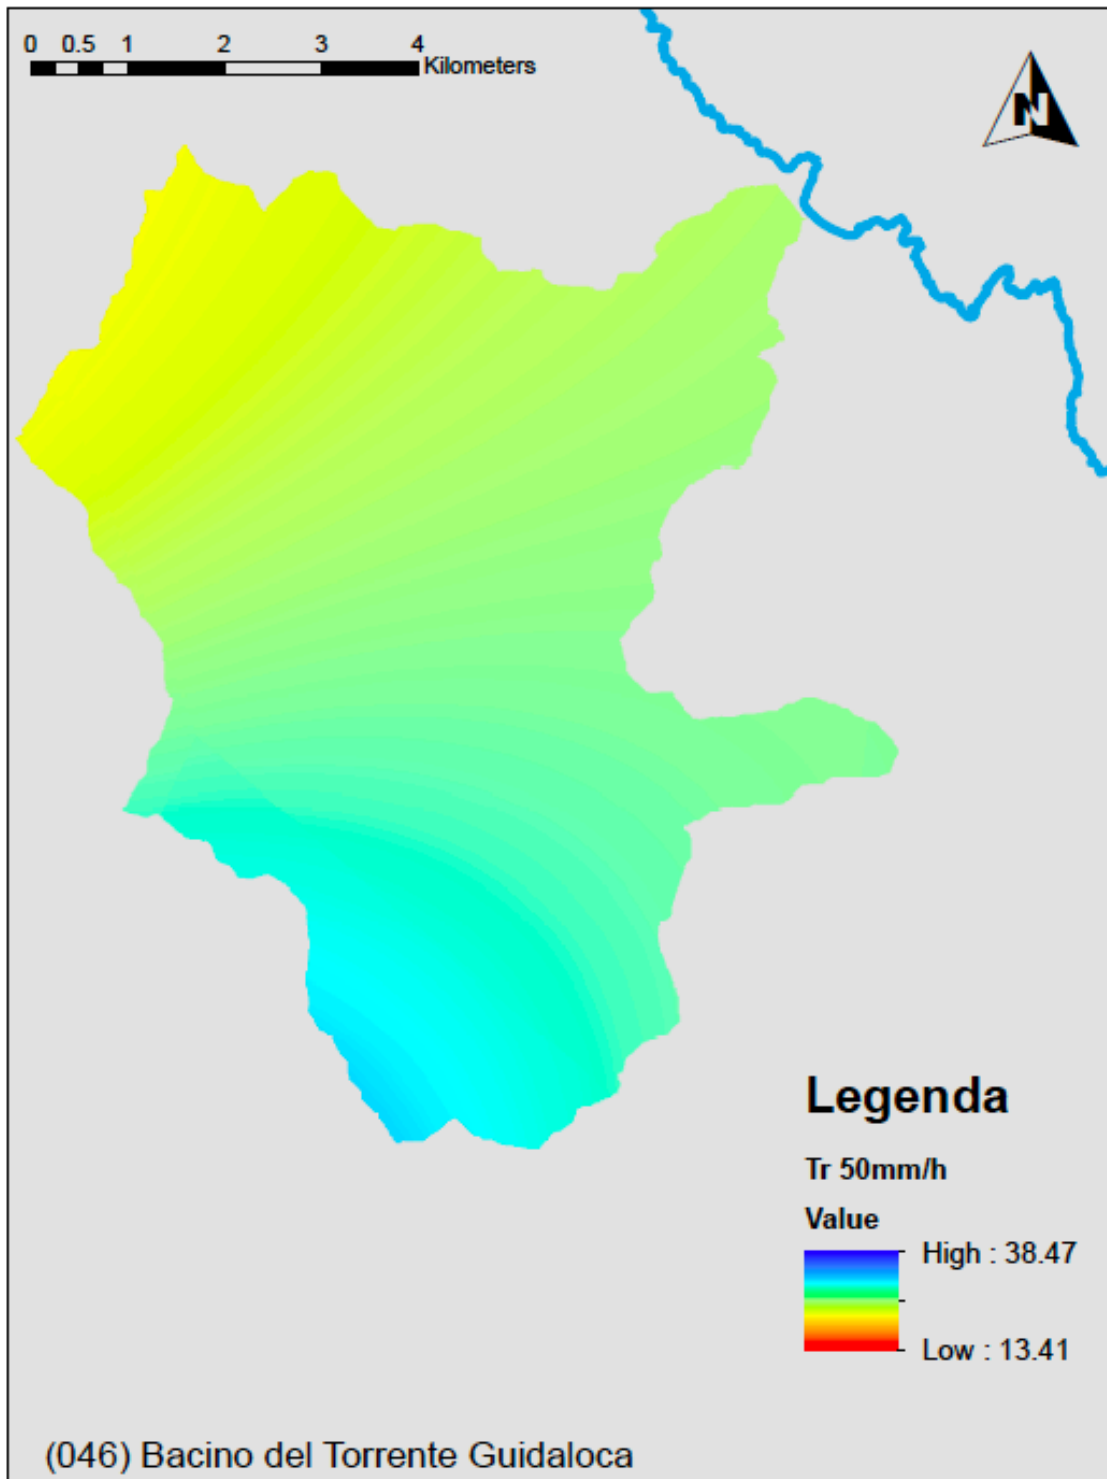 0 0.5 1 2 3 4
Kilometers
N
Legenda
Tr 50mm/h
Value
High : 38.47
Low : 13.41
(046) Bacino del Torrente Guidaloca